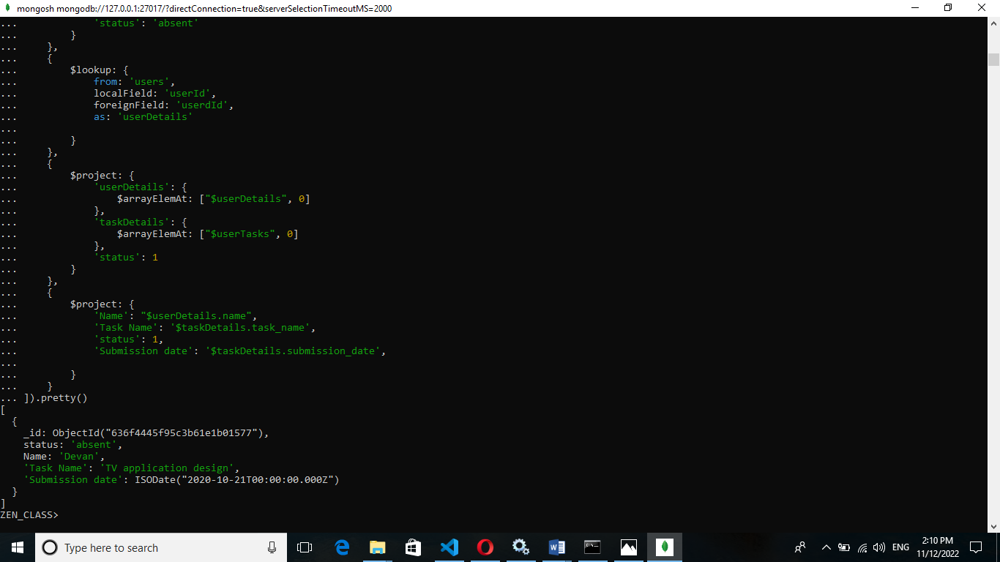 mongosh mongodb://127.0.0.1:27017/?directConnection=true&serverSelectionTimeoutMS=2000
...             'status': 'absent'
...         }
...     },
...     {
...         $lookup: {
...             from: 'users',
...             localField: 'userId',
...             foreignField: 'userdId',
...             as: 'userDetails'
...
...         }
...     },
...     {
...         $project: {
...             'userDetails': {
...                 $arrayElemAt: ["$userDetails", 0]
...             },
...             'taskDetails': {
...                 $arrayElemAt: ["$userTasks", 0]
...             },
...             'status': 1
...         }
...     },
...     {
...         $project: {
...             'Name': "$userDetails.name",
...             'Task Name': '$taskDetails.task_name',
...             'status': 1,
...             'Submission date': '$taskDetails.submission_date',
...
...         }
...     }
... ]).pretty()
[
  {
    _id: ObjectId("636f4445f95c3b61e1b01577"),
    status: 'absent',
    Name: 'Devan',
    'Task Name': 'TV application design',
    'Submission date': ISODate("2020-10-21T00:00:00.000Z")
  }
]
ZEN_CLASS>
Type here to search
ENG
2:10 PM
11/12/2022